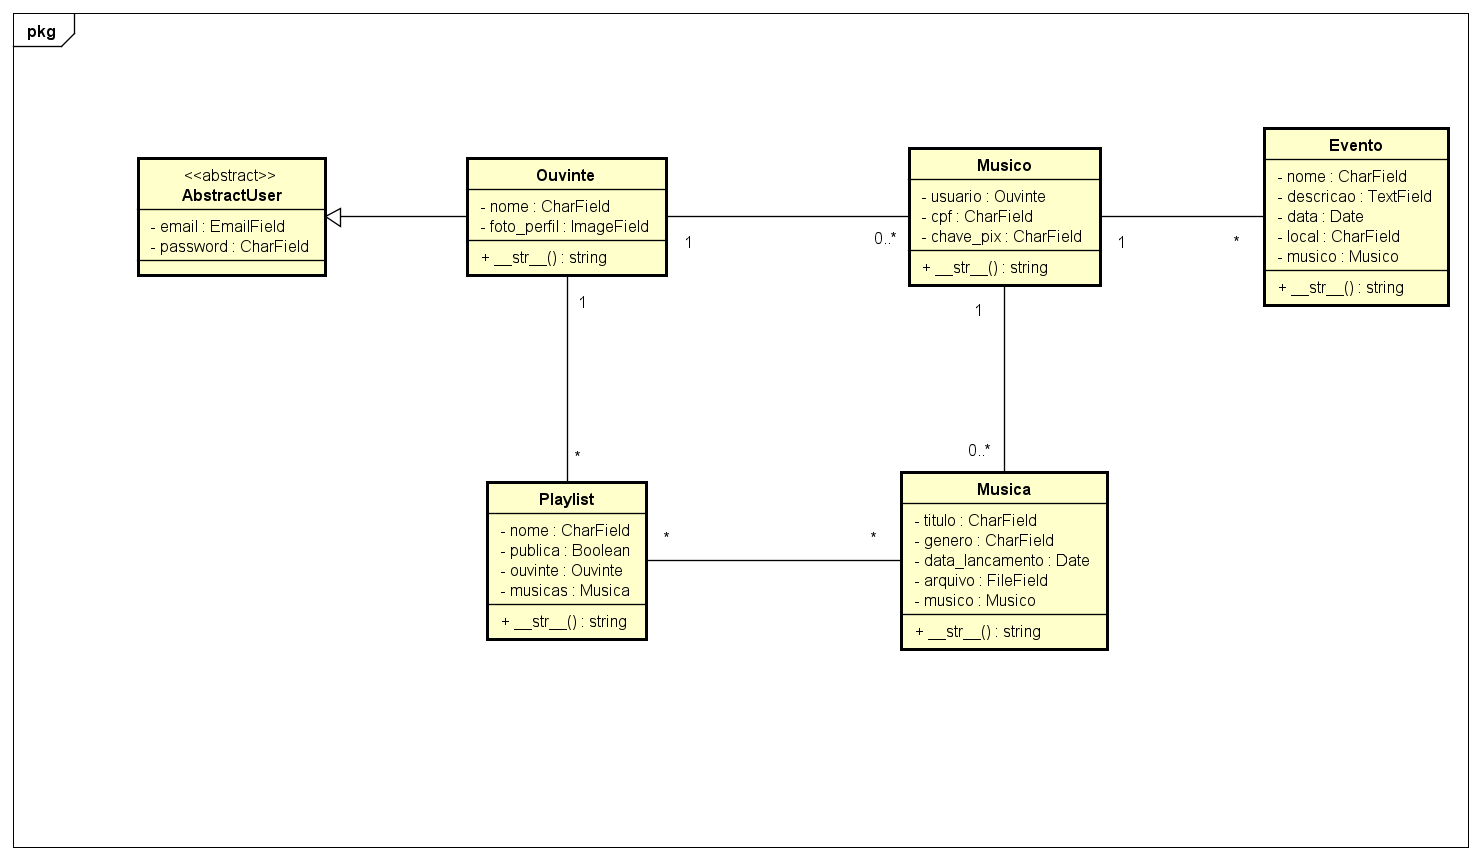 pkg
<<abstract>>
AbstractUser
- email : EmailField
- password : CharField
Ouvinte
- nome : CharField
- foto_perfil : ImageField
+ __str__() : string
1
0..*
Musico
- usuario : Ouvinte
- cpf : CharField
- chave_pix : CharField
+ __str__() : string
1
*
Evento
- nome : CharField
- descricao : TextField
- data : Date
- local : CharField
- musico : Musico
+ __str__() : string
1
*
1
0..*
Playlist
- nome : CharField
- publica : Boolean
- ouvinte : Ouvinte
- musicas : Musica
+ __str__() : string
*
*
Musica
- titulo : CharField
- genero : CharField
- data_lancamento : Date
- arquivo : FileField
- musico : Musico
+ __str__() : string